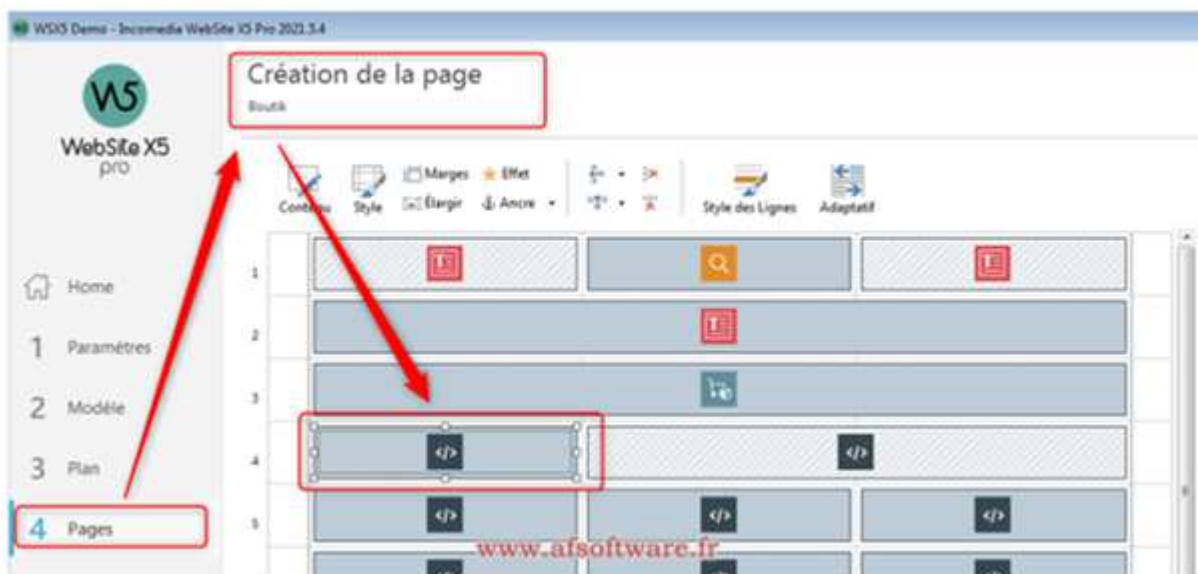 WSX5 Demo - Incomedia WebSite X5 Pro 2021.3.4
Création de la page
Boutik
W5
WebSite X5
pro
Contenu
Style
Marges
Effet
Élargir
Ancre
Style des Lignes
Adaptatif
Home
1 Paramètres
2 Modèle
3 Plan
4 Pages
1
2
3
4
5
www.afsoftware.fr